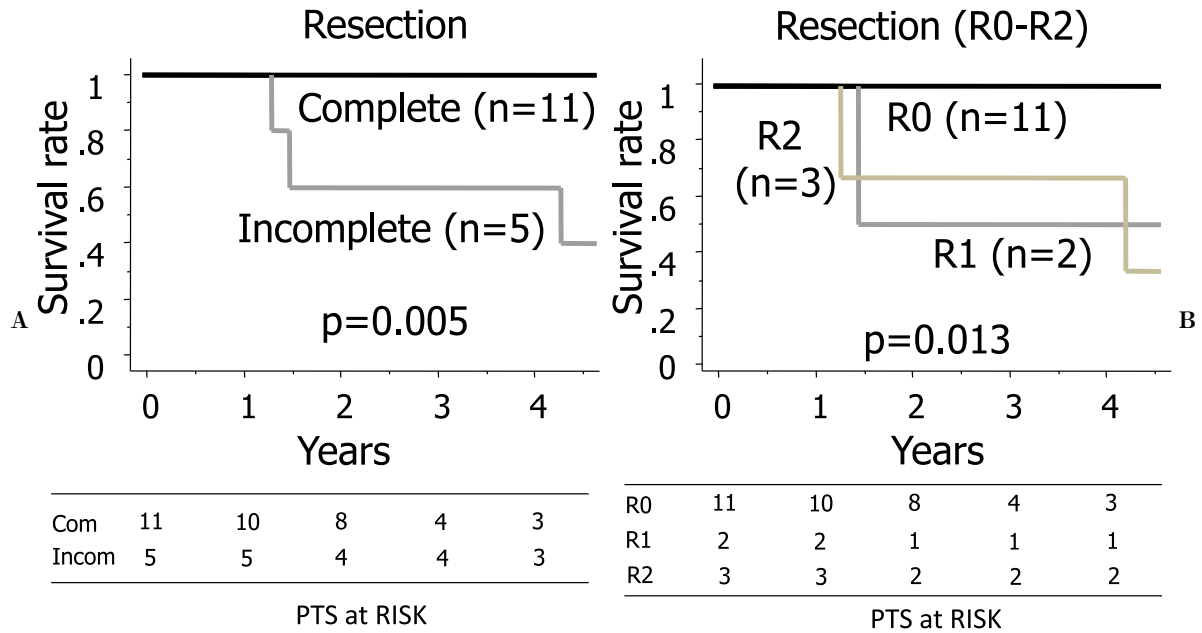 Resection
Survival rate
1
.8
.6
.4
.2
0
Complete (n=11)
Incomplete (n=5)
p=0.005
A
0 1 2 3 4
Years
Com 11 10 8 4 3
Incom 5 5 4 4 3
PTS at RISK
Resection (R0-R2)
Survival rate
1
.8
.6
.4
.2
0
R0 (n=11)
R2
(n=3)
R1 (n=2)
p=0.013
B
0 1 2 3 4
Years
R0 11 10 8 4 3
R1 2 2 1 1 1
R2 3 3 2 2 2
PTS at RISK